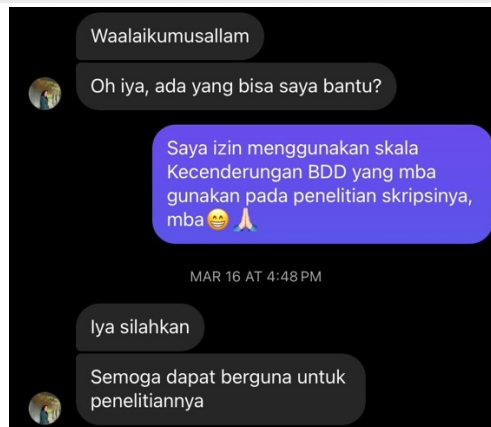 Waalaikumusallam
Oh iya, ada yang bisa saya bantu?
Saya izin menggunakan skala
Kecenderungan BDD yang mba
gunakan pada penelitian skripsinya,
mba😁🙏🏻
MAR 16 AT 4:48 PM
Iya silahkan
Semoga dapat berguna untuk
penelitiannya